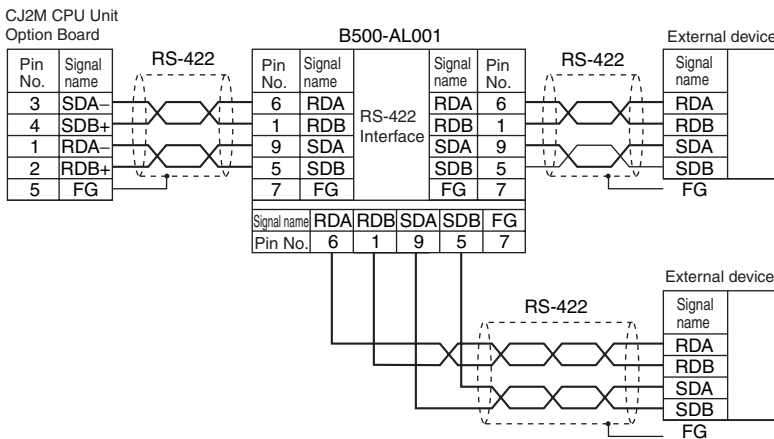 CJ2M CPU Unit
Option Board
B500-AL001
External device
RS-422
RS-422
Pin No. Signal name
3 SDA−
4 SDB+
1 RDA−
2 RDB+
5 FG
Pin No. Signal name
6 RDA
1 RDB
9 SDA
5 SDB
7 FG
RS-422
Interface
Signal name Pin No.
RDA 6
RDB 1
SDA 9
SDB 5
FG 7
Signal name
RDA
RDB
SDA
SDB
FG
Signal name RDA RDB SDA SDB FG
Pin No. 6 1 9 5 7
External device
RS-422
Signal name
RDA
RDB
SDA
SDB
FG